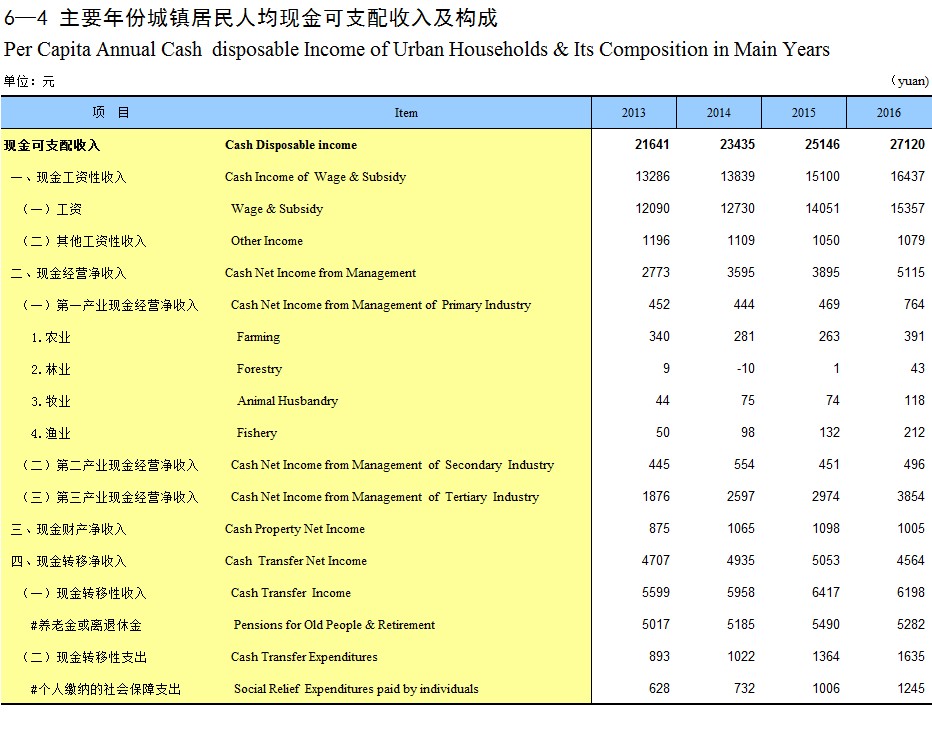 6—4 主要年份城镇居民人均现金可支配收入及构成
Per Capita Annual Cash disposable Income of Urban Households & Its Composition in Main Years
单位：元 （yuan)
项 目 Item 2013 2014 2015 2016
现金可支配收入 Cash Disposable income 21641 23435 25146 27120
一、现金工资性收入 Cash Income of Wage & Subsidy 13286 13839 15100 16437
（一）工资 Wage & Subsidy 12090 12730 14051 15357
（二）其他工资性收入 Other Income 1196 1109 1050 1079
二、现金经营净收入 Cash Net Income from Management 2773 3595 3895 5115
（一）第一产业现金经营净收入 Cash Net Income from Management of Primary Industry 452 444 469 764
1.农业 Farming 340 281 263 391
2.林业 Forestry 9 -10 1 43
3.牧业 Animal Husbandry 44 75 74 118
4.渔业 Fishery 50 98 132 212
（二）第二产业现金经营净收入 Cash Net Income from Management of Secondary Industry 445 554 451 496
（三）第三产业现金经营净收入 Cash Net Income from Management of Tertiary Industry 1876 2597 2974 3854
三、现金财产净收入 Cash Property Net Income 875 1065 1098 1005
四、现金转移净收入 Cash Transfer Net Income 4707 4935 5053 4564
（一）现金转移性收入 Cash Transfer Income 5599 5958 6417 6198
#养老金或离退休金 Pensions for Old People & Retirement 5017 5185 5490 5282
（二）现金转移性支出 Cash Transfer Expenditures 893 1022 1364 1635
#个人缴纳的社会保障支出 Social Relief Expenditures paid by individuals 628 732 1006 1245